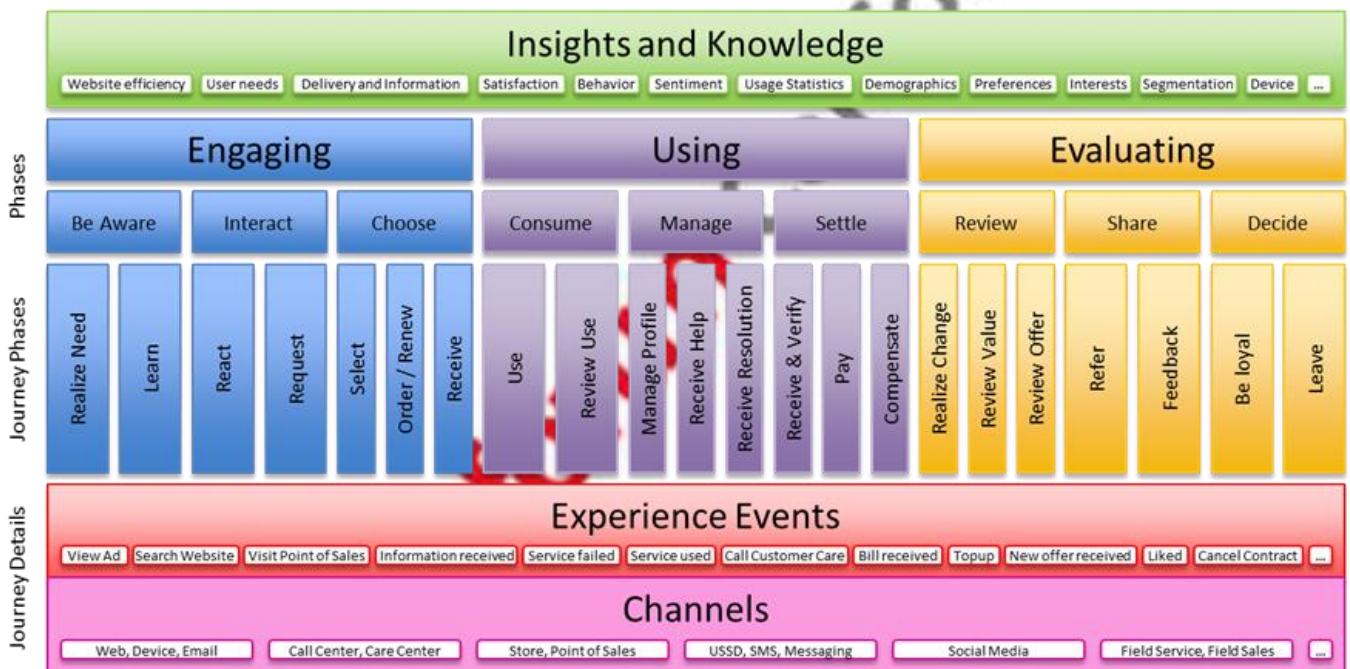 Insights and Knowledge
Website efficiency User needs Delivery and Information Satisfaction Behavior Sentiment Usage Statistics Demographics Preferences Interests Segmentation Device ...
Phases
Engaging Using Evaluating
Be Aware Interact Choose Consume Manage Settle Review Share Decide
Journey Phases
Realize Need
Learn
React
Request
Select
Order / Renew
Receive
Use
Review Use
Manage Profile
Receive Help
Receive Resolution
Receive & Verify
Pay
Compensate
Realize Change
Review Value
Review Offer
Refer
Feedback
Be loyal
Leave
Journey Details
Experience Events
View Ad Search Website Visit Point of Sales Information received Service failed Service used Call Customer Care Bill received Topup New offer received Liked Cancel Contract ...
Channels
Web, Device, Email Call Center, Care Center Store, Point of Sales USSD, SMS, Messaging Social Media Field Service, Field Sales ...